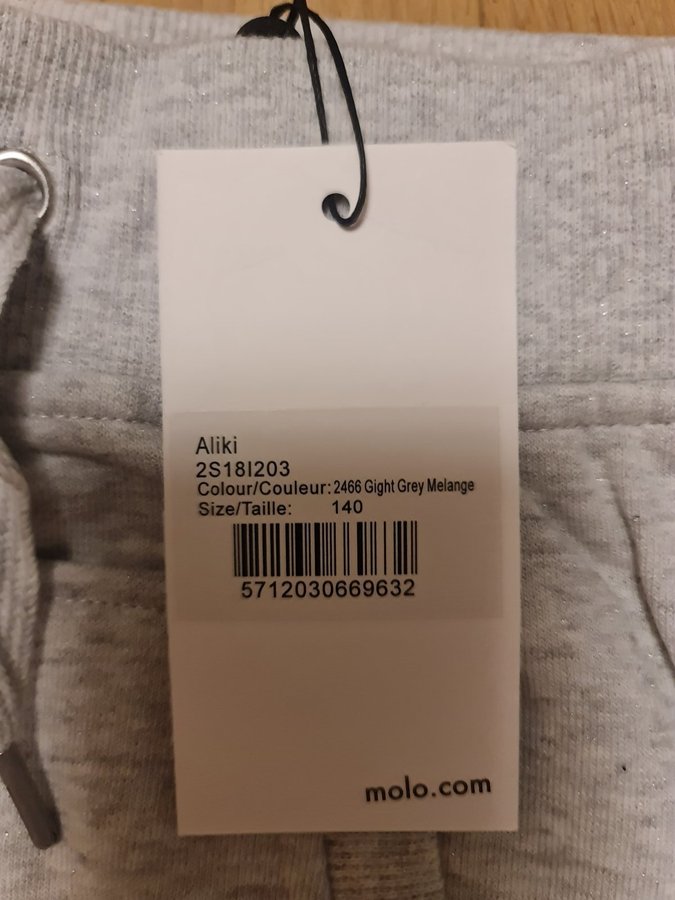 Aliki
2S18I203
Colour/Couleur: 2466 Gight Grey Melange
Size/Taille: 140
5712030669632
molo.com